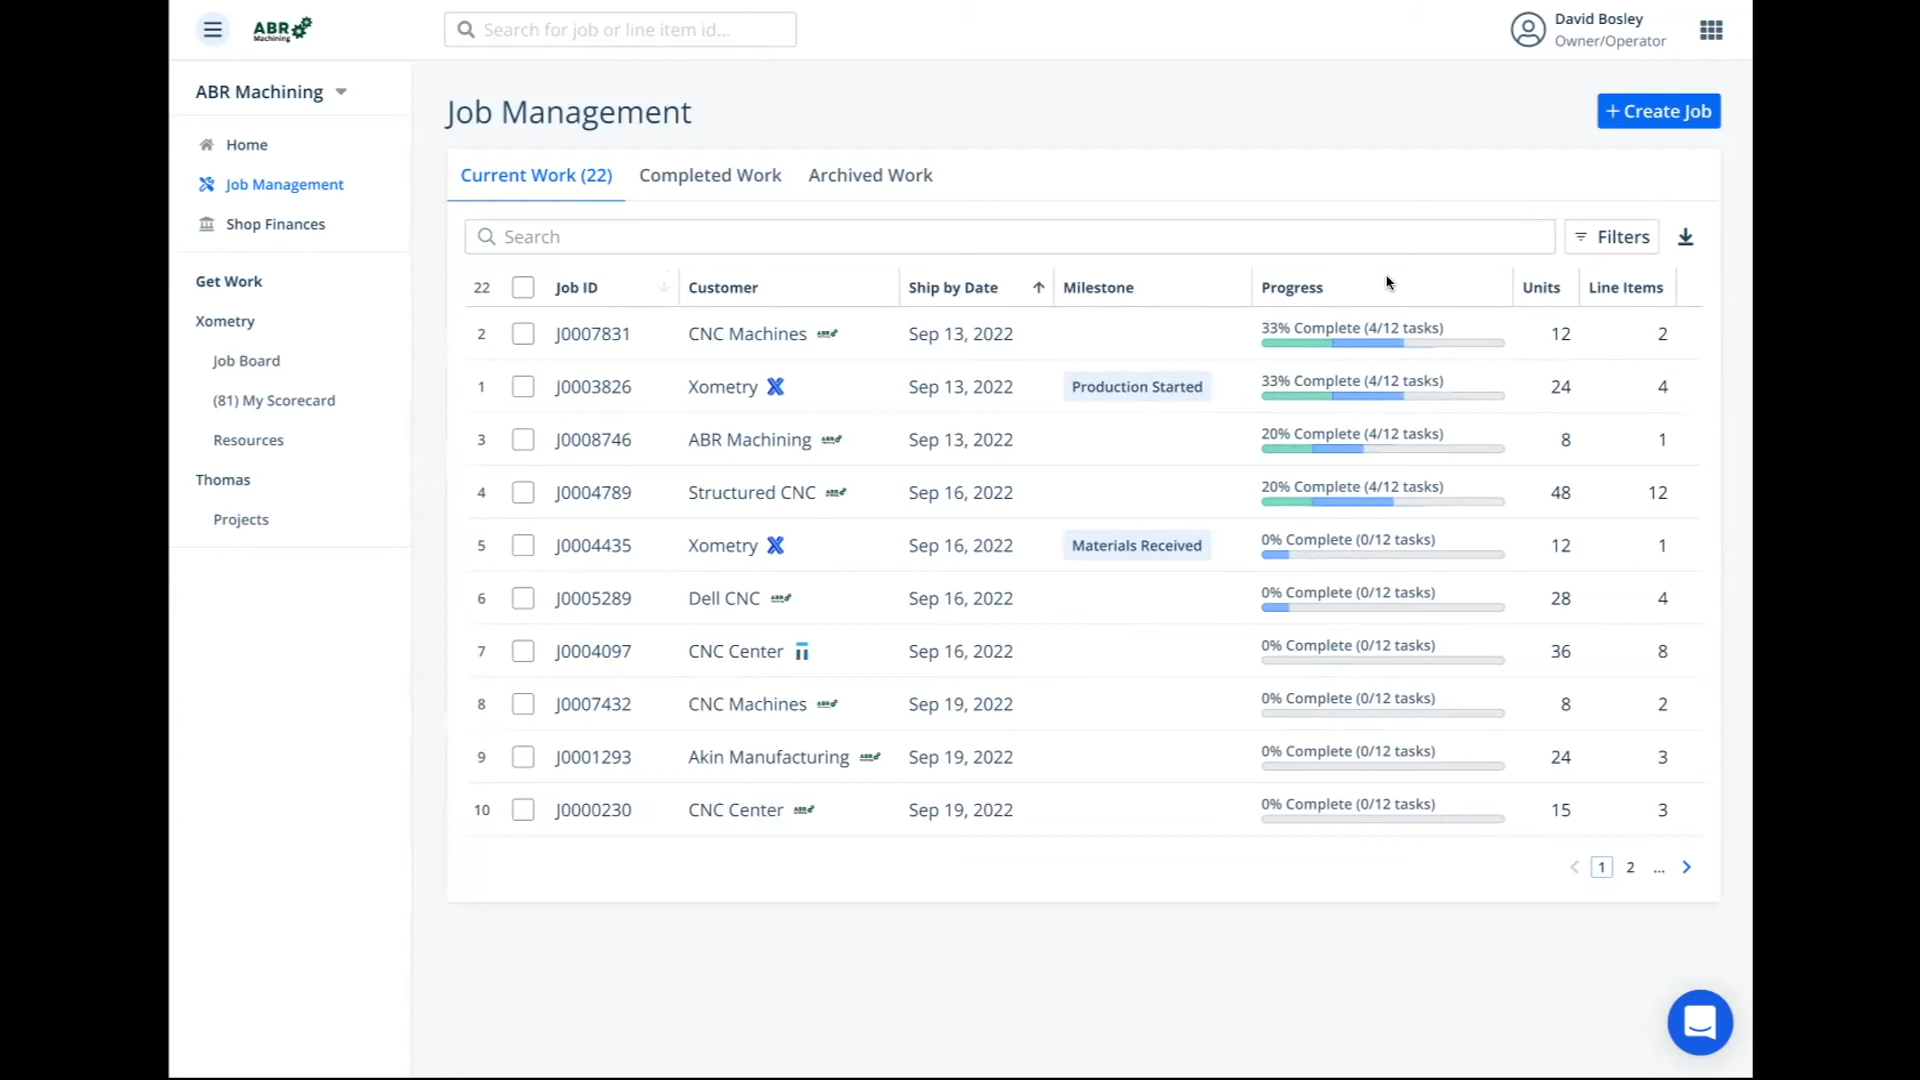 ABR
Machining
Search for job or line item id...
David Bosley
Owner/Operator
ABR Machining
Home
Job Management
Shop Finances
Get Work
Xometry
Job Board
(81) My Scorecard
Resources
Thomas
Projects
Job Management
+ Create Job
Current Work (22) Completed Work Archived Work
Search
Filters
22 Job ID Customer Ship by Date Milestone Progress Units Line Items
2 J0007831 CNC Machines Sep 13, 2022 33% Complete (4/12 tasks) 12 2
1 J0003826 Xometry Sep 13, 2022 Production Started 33% Complete (4/12 tasks) 24 4
3 J0008746 ABR Machining Sep 13, 2022 20% Complete (4/12 tasks) 8 1
4 J0004789 Structured CNC Sep 16, 2022 20% Complete (4/12 tasks) 48 12
5 J0004435 Xometry Sep 16, 2022 Materials Received 0% Complete (0/12 tasks) 12 1
6 J0005289 Dell CNC Sep 16, 2022 0% Complete (0/12 tasks) 28 4
7 J0004097 CNC Center Sep 16, 2022 0% Complete (0/12 tasks) 36 8
8 J0007432 CNC Machines Sep 19, 2022 0% Complete (0/12 tasks) 8 2
9 J0001293 Akin Manufacturing Sep 19, 2022 0% Complete (0/12 tasks) 24 3
10 J0000230 CNC Center Sep 19, 2022 0% Complete (0/12 tasks) 15 3
1 2 ...